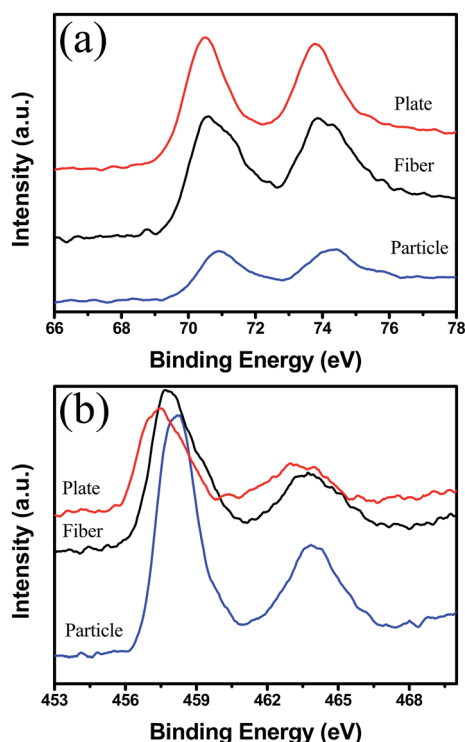 (a)
Plate
Fiber
Particle
Intensity (a.u.)
66 68 70 72 74 76 78
Binding Energy (eV)
(b)
Plate
Fiber
Particle
Intensity (a.u.)
453 456 459 462 465 468
Binding Energy (eV)